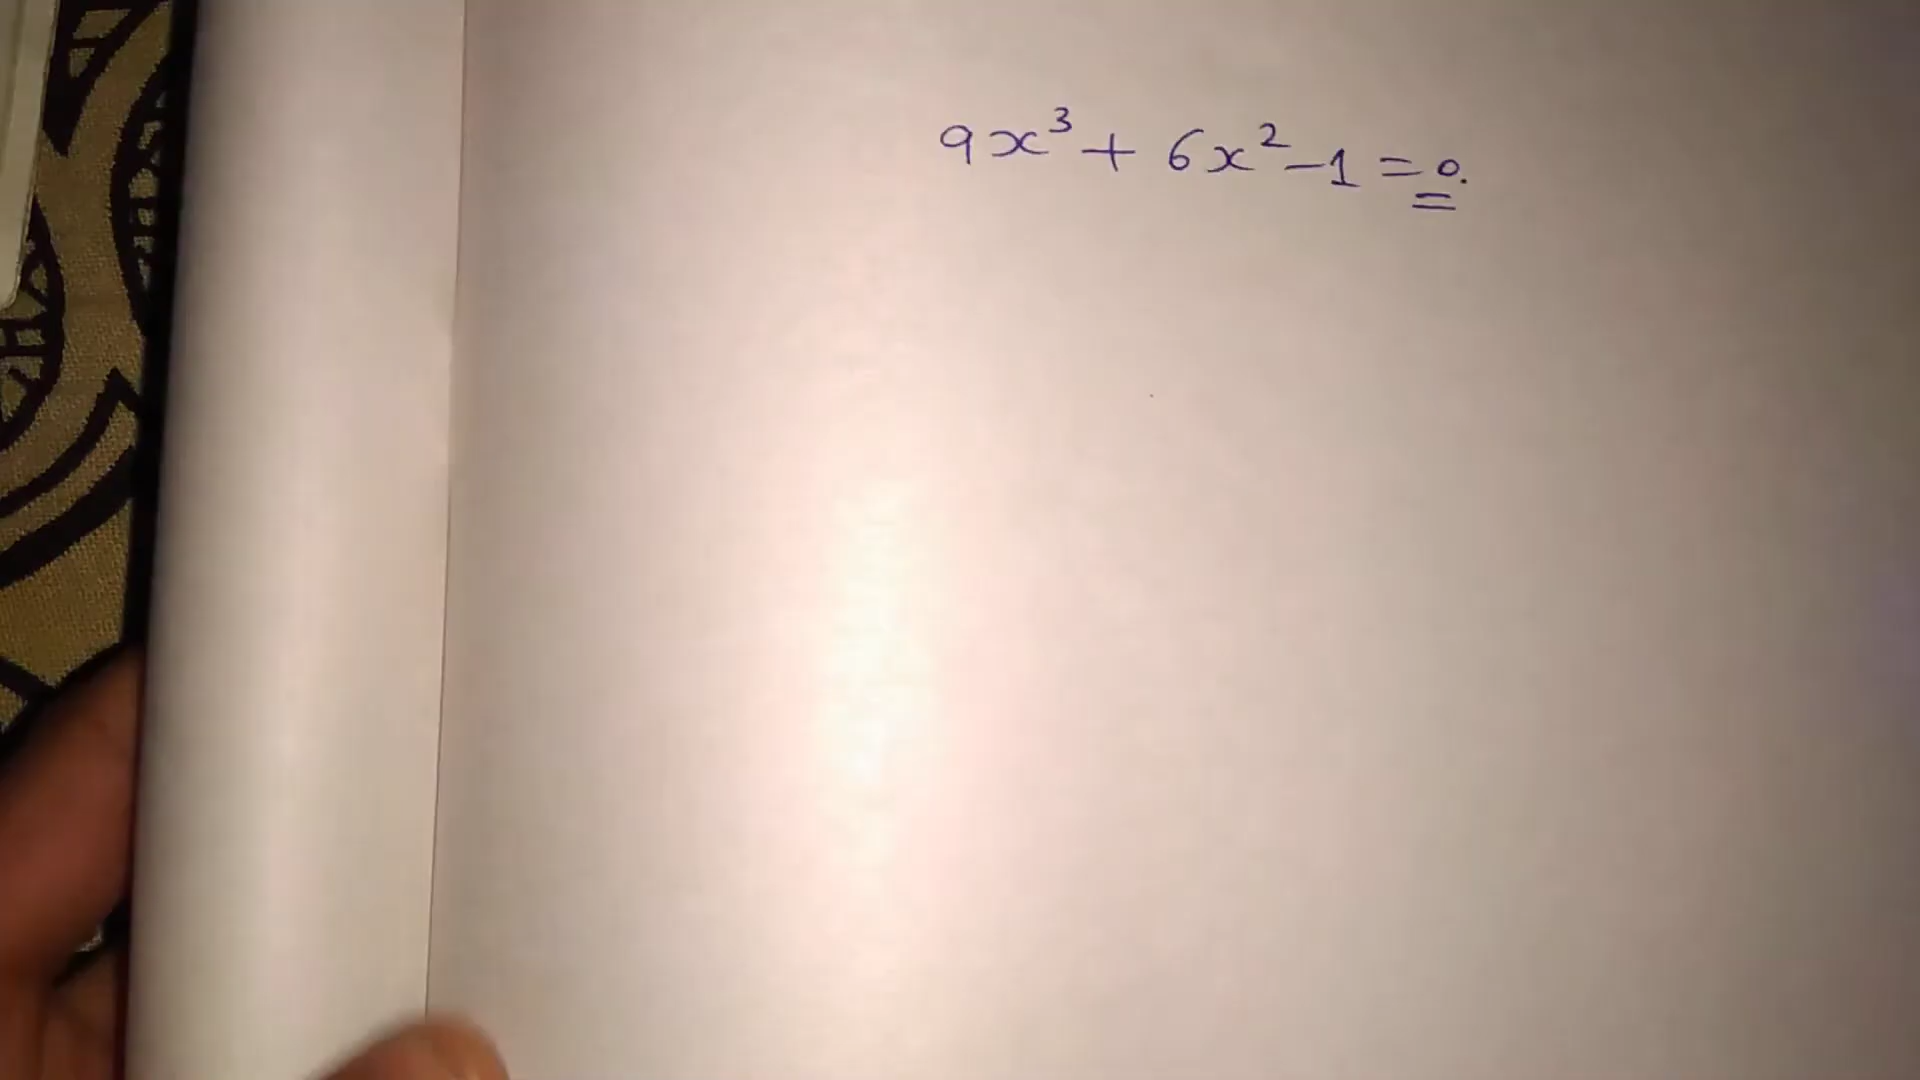 9x³ + 6x² - 1 = 0.